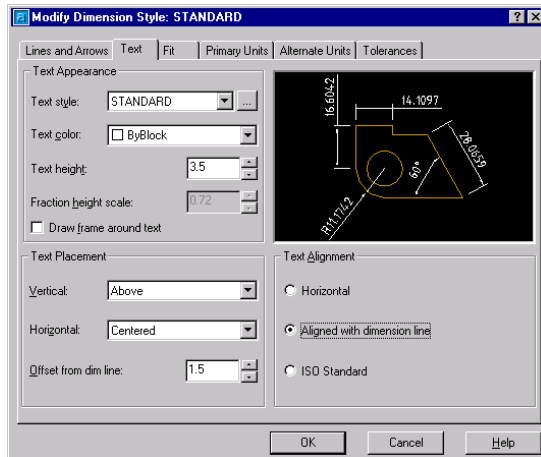 Modify Dimension Style: STANDARD
Lines and Arrows Text Fit Primary Units Alternate Units Tolerances
Text Appearance
Text style: STANDARD ...
Text color: ByBlock
Text height: 3.5
Fraction height scale: 0.72
Draw frame around text
16.6042
14.1097
28.0659
60°
R11.1742
Text Placement
Vertical: Above
Horizontal: Centered
Offset from dim line: 1.5
Text Alignment
Horizontal
Aligned with dimension line
ISO Standard
OK Cancel Help